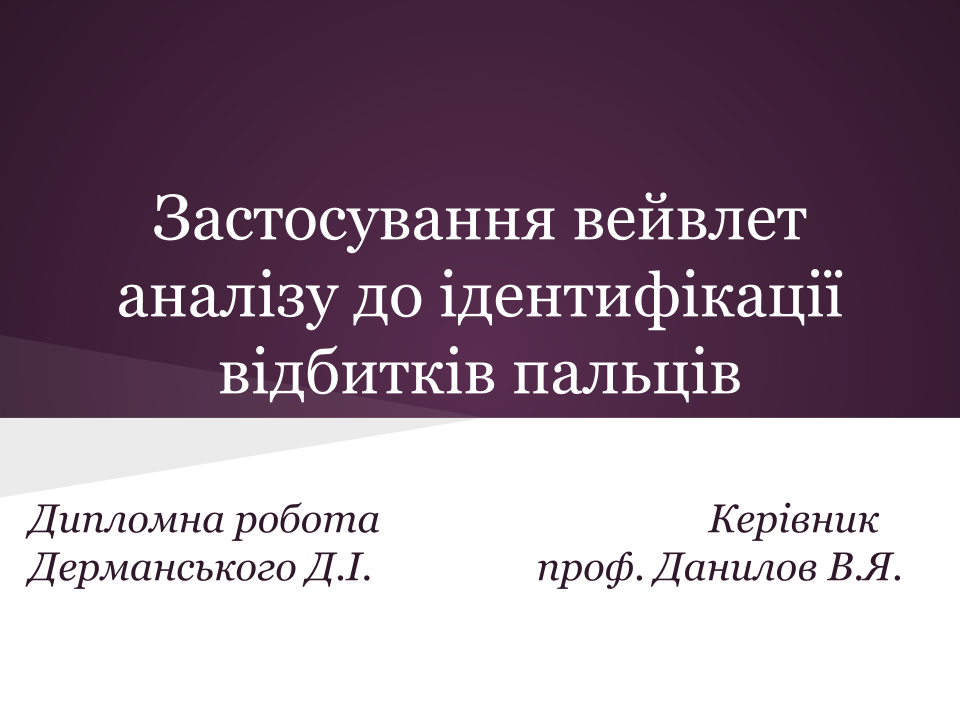 Застосування вейвлет
аналізу до ідентифікації
відбитків пальців
Дипломна робота Керівник
Дерманського Д.І. проф. Данилов В.Я.